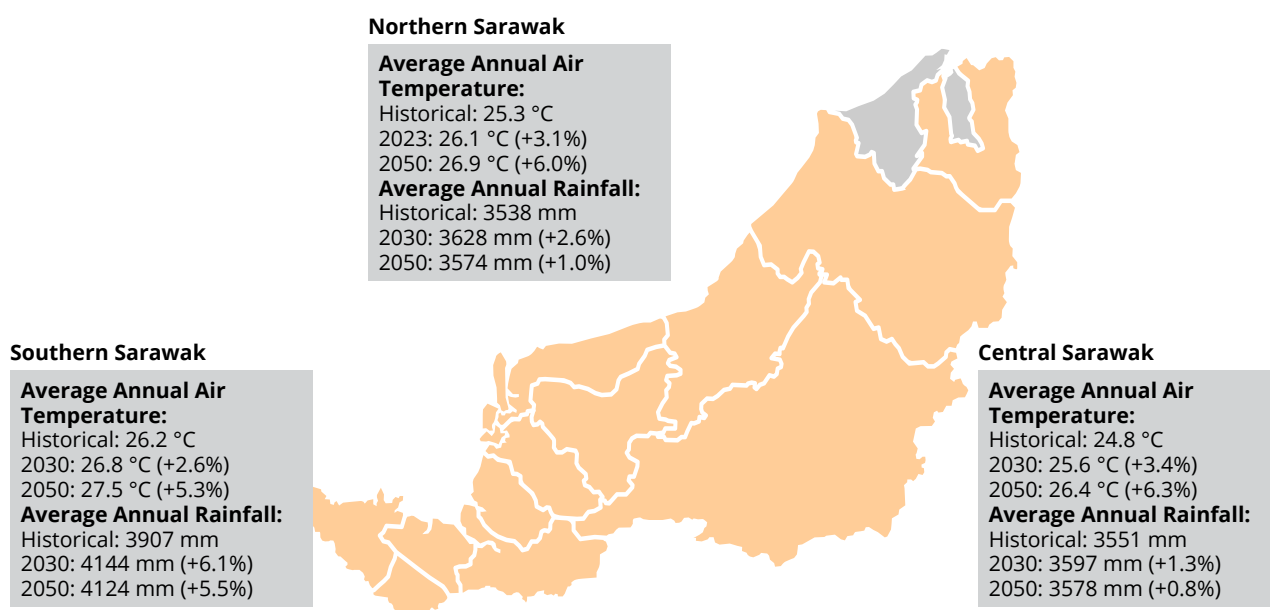 Northern Sarawak
Average Annual Air
Temperature:
Historical: 25.3 °C
2023: 26.1 °C (+3.1%)
2050: 26.9 °C (+6.0%)
Average Annual Rainfall:
Historical: 3538 mm
2030: 3628 mm (+2.6%)
2050: 3574 mm (+1.0%)
Southern Sarawak
Average Annual Air
Temperature:
Historical: 26.2 °C
2030: 26.8 °C (+2.6%)
2050: 27.5 °C (+5.3%)
Average Annual Rainfall:
Historical: 3907 mm
2030: 4144 mm (+6.1%)
2050: 4124 mm (+5.5%)
Central Sarawak
Average Annual Air
Temperature:
Historical: 24.8 °C
2030: 25.6 °C (+3.4%)
2050: 26.4 °C (+6.3%)
Average Annual Rainfall:
Historical: 3551 mm
2030: 3597 mm (+1.3%)
2050: 3578 mm (+0.8%)